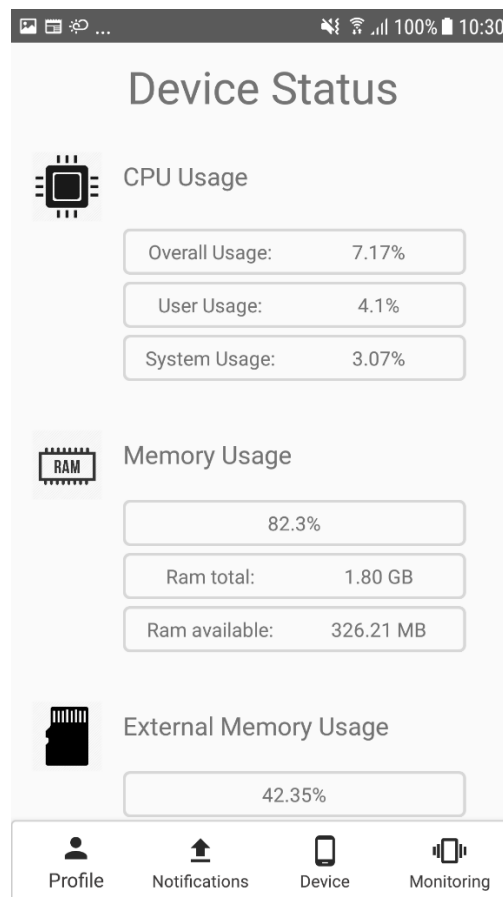 ... 100% 10:30
Device Status
CPU Usage
Overall Usage: 7.17%
User Usage: 4.1%
System Usage: 3.07%
RAM
Memory Usage
82.3%
Ram total: 1.80 GB
Ram available: 326.21 MB
External Memory Usage
42.35%
Profile Notifications Device Monitoring